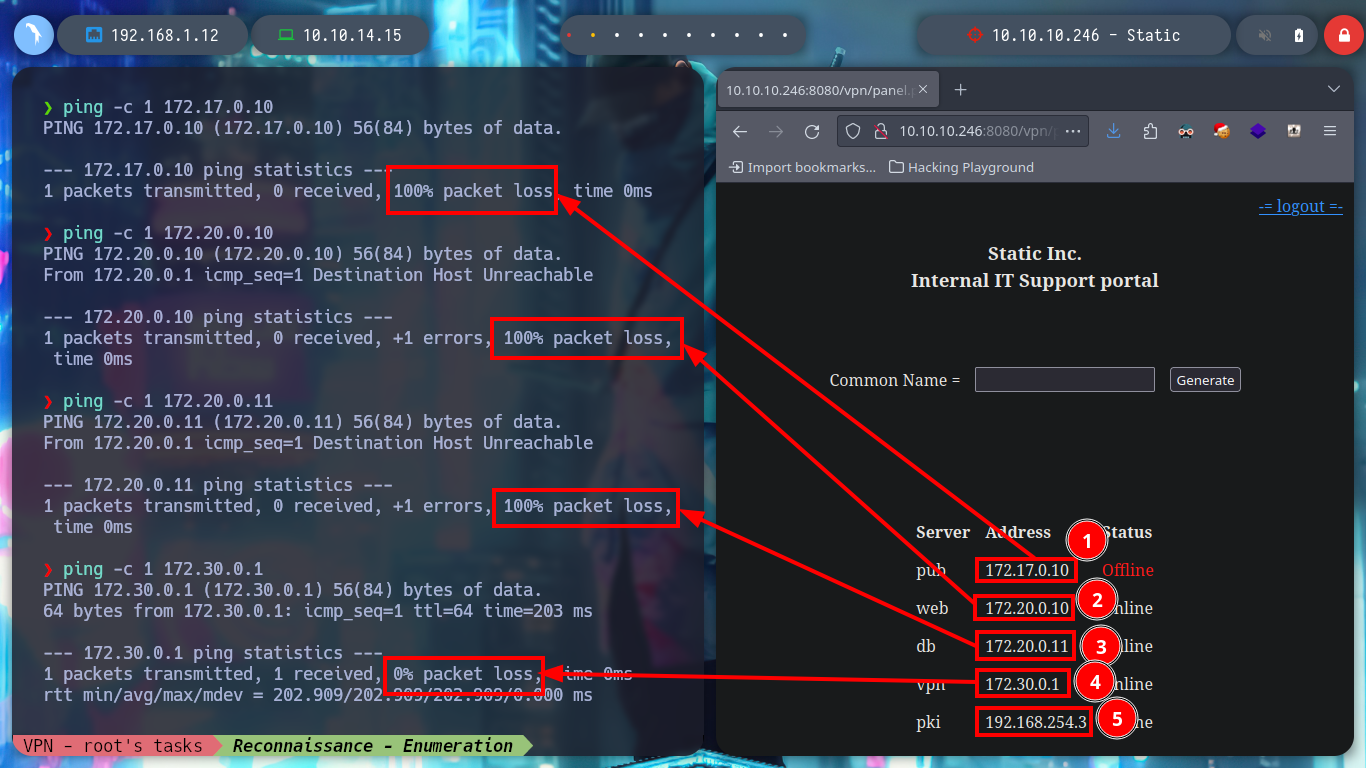 192.168.1.12
10.10.14.15
10.10.10.246 - Static
❯ ping -c 1 172.17.0.10
PING 172.17.0.10 (172.17.0.10) 56(84) bytes of data.
--- 172.17.0.10 ping statistics ---
1 packets transmitted, 0 received, 100% packet loss, time 0ms
❯ ping -c 1 172.20.0.10
PING 172.20.0.10 (172.20.0.10) 56(84) bytes of data.
From 172.20.0.1 icmp_seq=1 Destination Host Unreachable
--- 172.20.0.10 ping statistics ---
1 packets transmitted, 0 received, +1 errors, 100% packet loss,
time 0ms
❯ ping -c 1 172.20.0.11
PING 172.20.0.11 (172.20.0.11) 56(84) bytes of data.
From 172.20.0.1 icmp_seq=1 Destination Host Unreachable
--- 172.20.0.11 ping statistics ---
1 packets transmitted, 0 received, +1 errors, 100% packet loss,
time 0ms
❯ ping -c 1 172.30.0.1
PING 172.30.0.1 (172.30.0.1) 56(84) bytes of data.
64 bytes from 172.30.0.1: icmp_seq=1 ttl=64 time=203 ms
--- 172.30.0.1 ping statistics ---
1 packets transmitted, 1 received, 0% packet loss, time 0ms
rtt min/avg/max/mdev = 202.909/202.909/202.909/0.000 ms
VPN - root's tasks Reconnaissance - Enumeration
10.10.10.246:8080/vpn/panel.
10.10.10.246:8080/vpn/
Import bookmarks... Hacking Playground
-= logout =-
Static Inc.
Internal IT Support portal
Common Name = Generate
Server Address 1 Status
pub 172.17.0.10 Offline
web 172.20.0.10 2 nline
db 172.20.0.11 3 line
vpn 172.30.0.1 4 nline
pki 192.168.254.3 5 ne